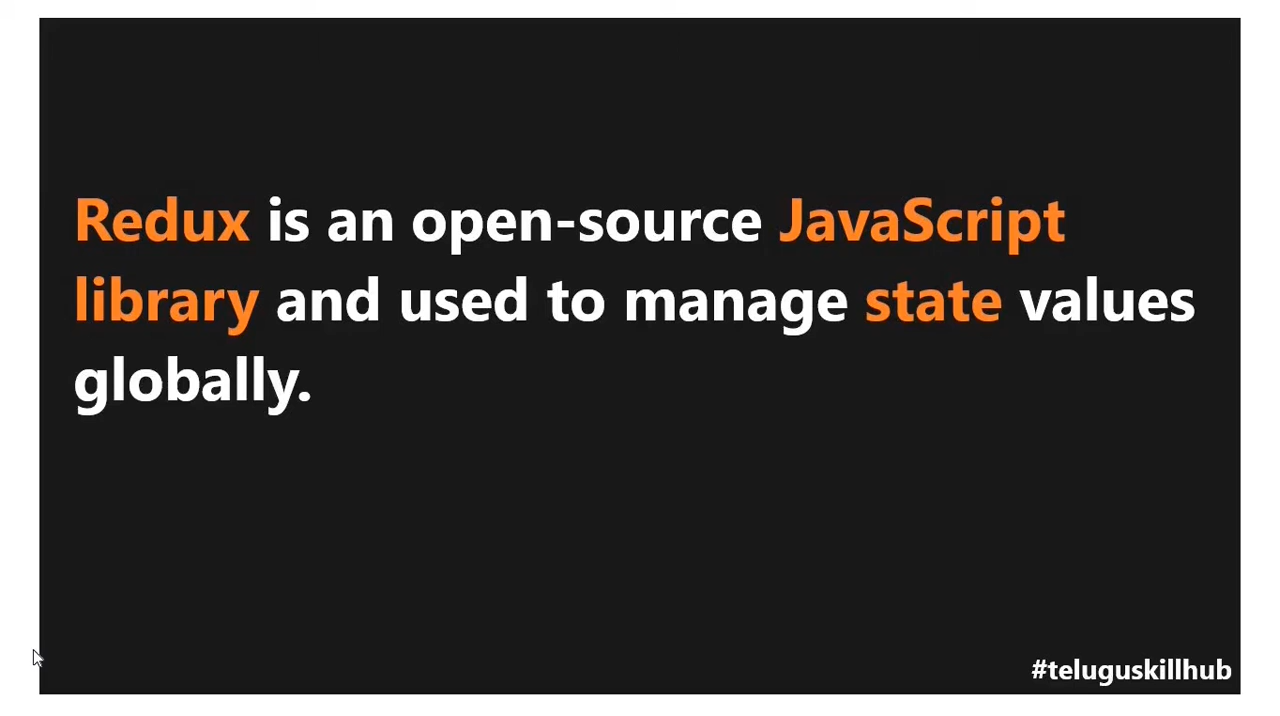 Redux is an open-source JavaScript
library and used to manage state values
globally.
#teluguskillhub